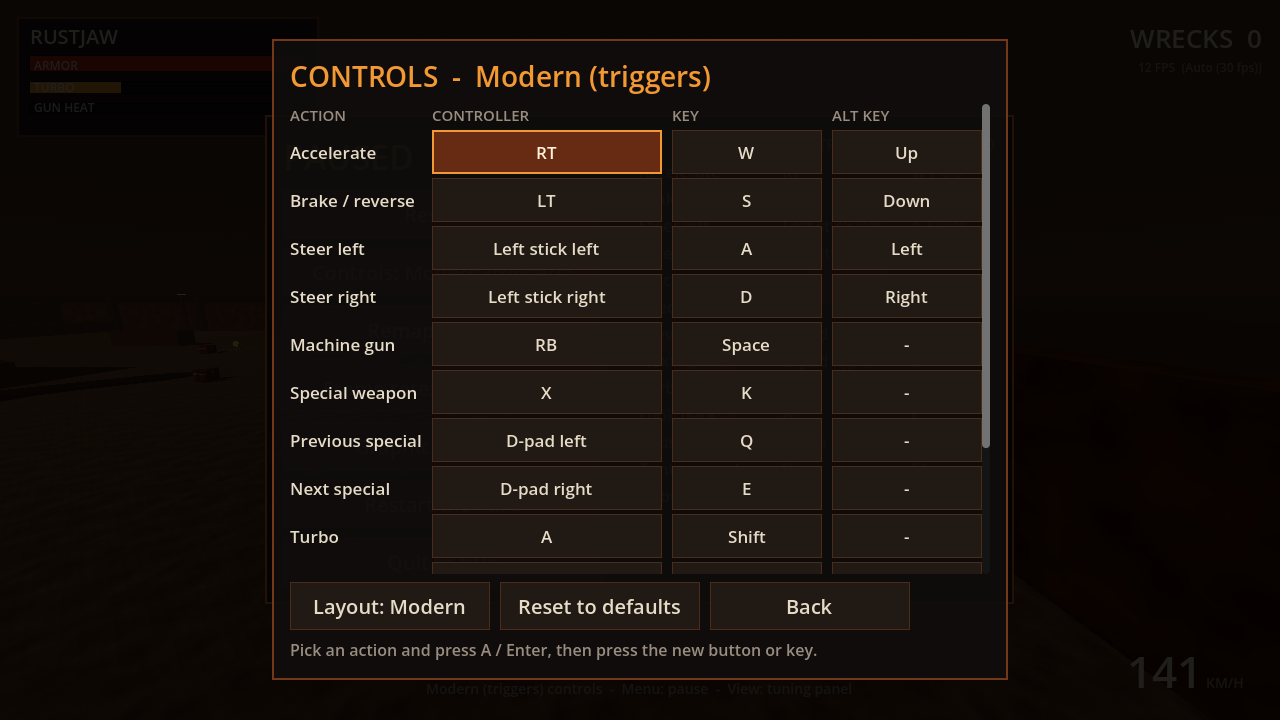 RUSTJAW
ARMOR
TURBO
GUN HEAT
WRECKS 0
12 FPS (Auto (30 fps))
CONTROLS - Modern (triggers)
ACTION CONTROLLER KEY ALT KEY
Accelerate RT W Up
Brake / reverse LT S Down
Steer left Left stick left A Left
Steer right Left stick right D Right
Machine gun RB Space -
Special weapon X K -
Previous special D-pad left Q -
Next special D-pad right E -
Turbo A Shift -
Layout: Modern Reset to defaults Back
Pick an action and press A / Enter, then press the new button or key.
Modern (triggers) controls - Menu: pause - View: tuning panel
141 KM/H